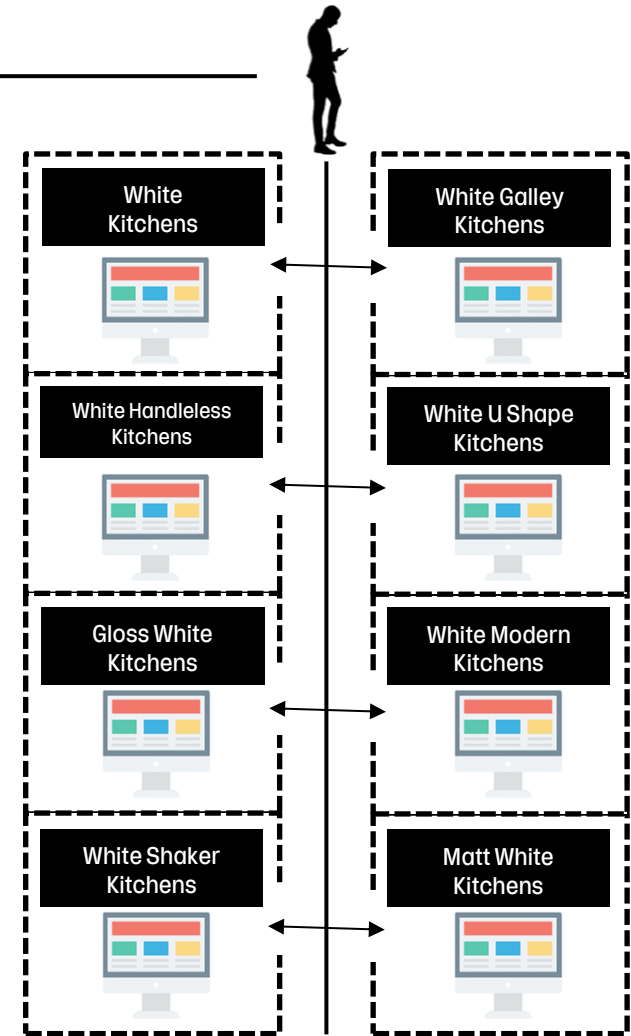 White
Kitchens
White Galley
Kitchens
White Handleless
Kitchens
White U Shape
Kitchens
Gloss White
Kitchens
White Modern
Kitchens
White Shaker
Kitchens
Matt White
Kitchens